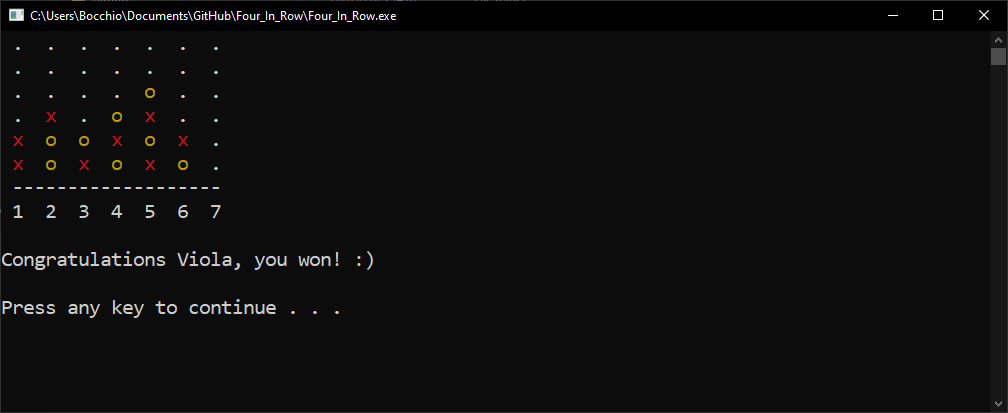 C:\Users\Bocchio\Documents\GitHub\Four_In_Row\Four_In_Row.exe
. . . . . . .
. . . . . . .
. . . . o . .
. x . o x . .
x o o x o x .
x o x o x o .
-------------------
1 2 3 4 5 6 7
Congratulations Viola, you won! :)
Press any key to continue . . .